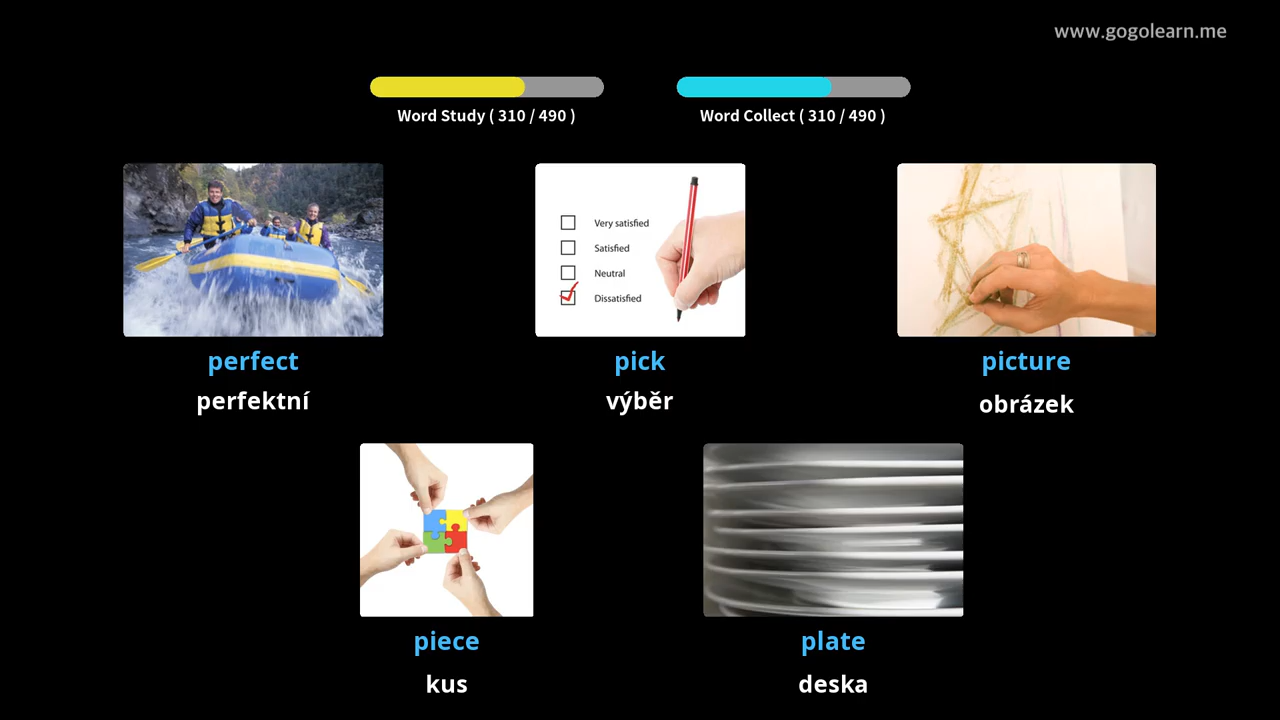 www.gogolearn.me
Word Study ( 310 / 490 )
Word Collect ( 310 / 490 )
Very satisfied
Satisfied
Neutral
Dissatisfied
perfect
perfektní
pick
výběr
picture
obrázek
piece
kus
plate
deska